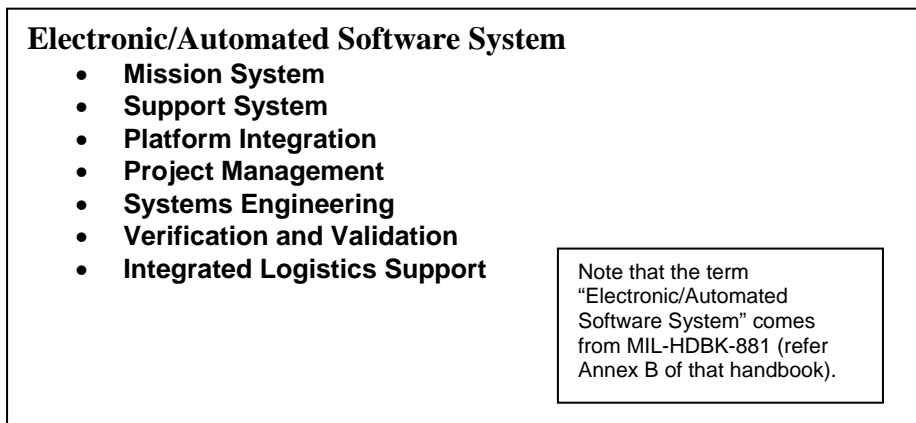 Electronic/Automated Software System
• Mission System
• Support System
• Platform Integration
• Project Management
• Systems Engineering
• Verification and Validation
• Integrated Logistics Support
Note that the term
“Electronic/Automated
Software System” comes
from MIL-HDBK-881 (refer
Annex B of that handbook).